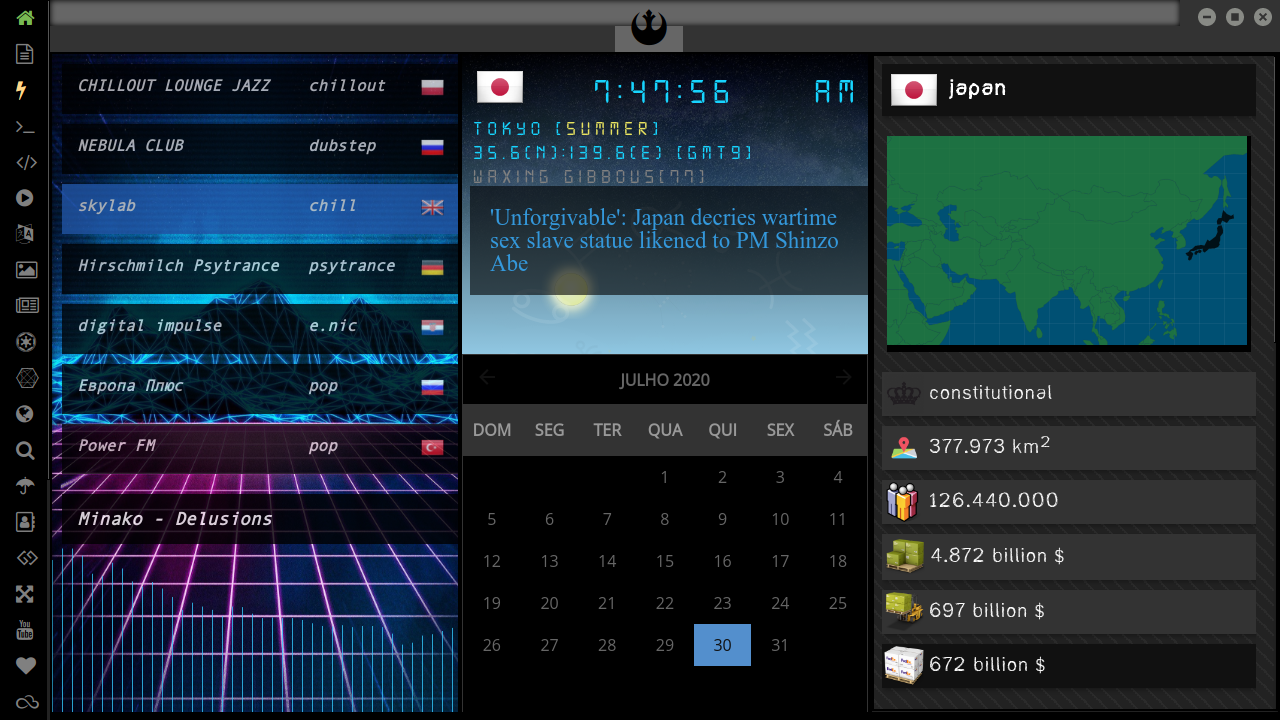 CHILLOUT LOUNGE JAZZ chillout
NEBULA CLUB dubstep
skylab chill
Hirschmilch Psytrance psytrance
digital impulse e.nic
Европа Плюс pop
Power FM pop
Minako - Delusions
7:47:56 AM
TOKYO [SUMMER]
35.6(N):139.6(E) [GMT9]
WAXING GIBBOUS[77]
'Unforgivable': Japan decries wartime
sex slave statue likened to PM Shinzo
Abe
JULHO 2020
DOM SEG TER QUA QUI SEX SÁB
1 2 3 4
5 6 7 8 9 10 11
12 13 14 15 16 17 18
19 20 21 22 23 24 25
26 27 28 29 30 31
japan
constitutional
377.973 km²
126.440.000
4.872 billion $
697 billion $
672 billion $
You
Tube